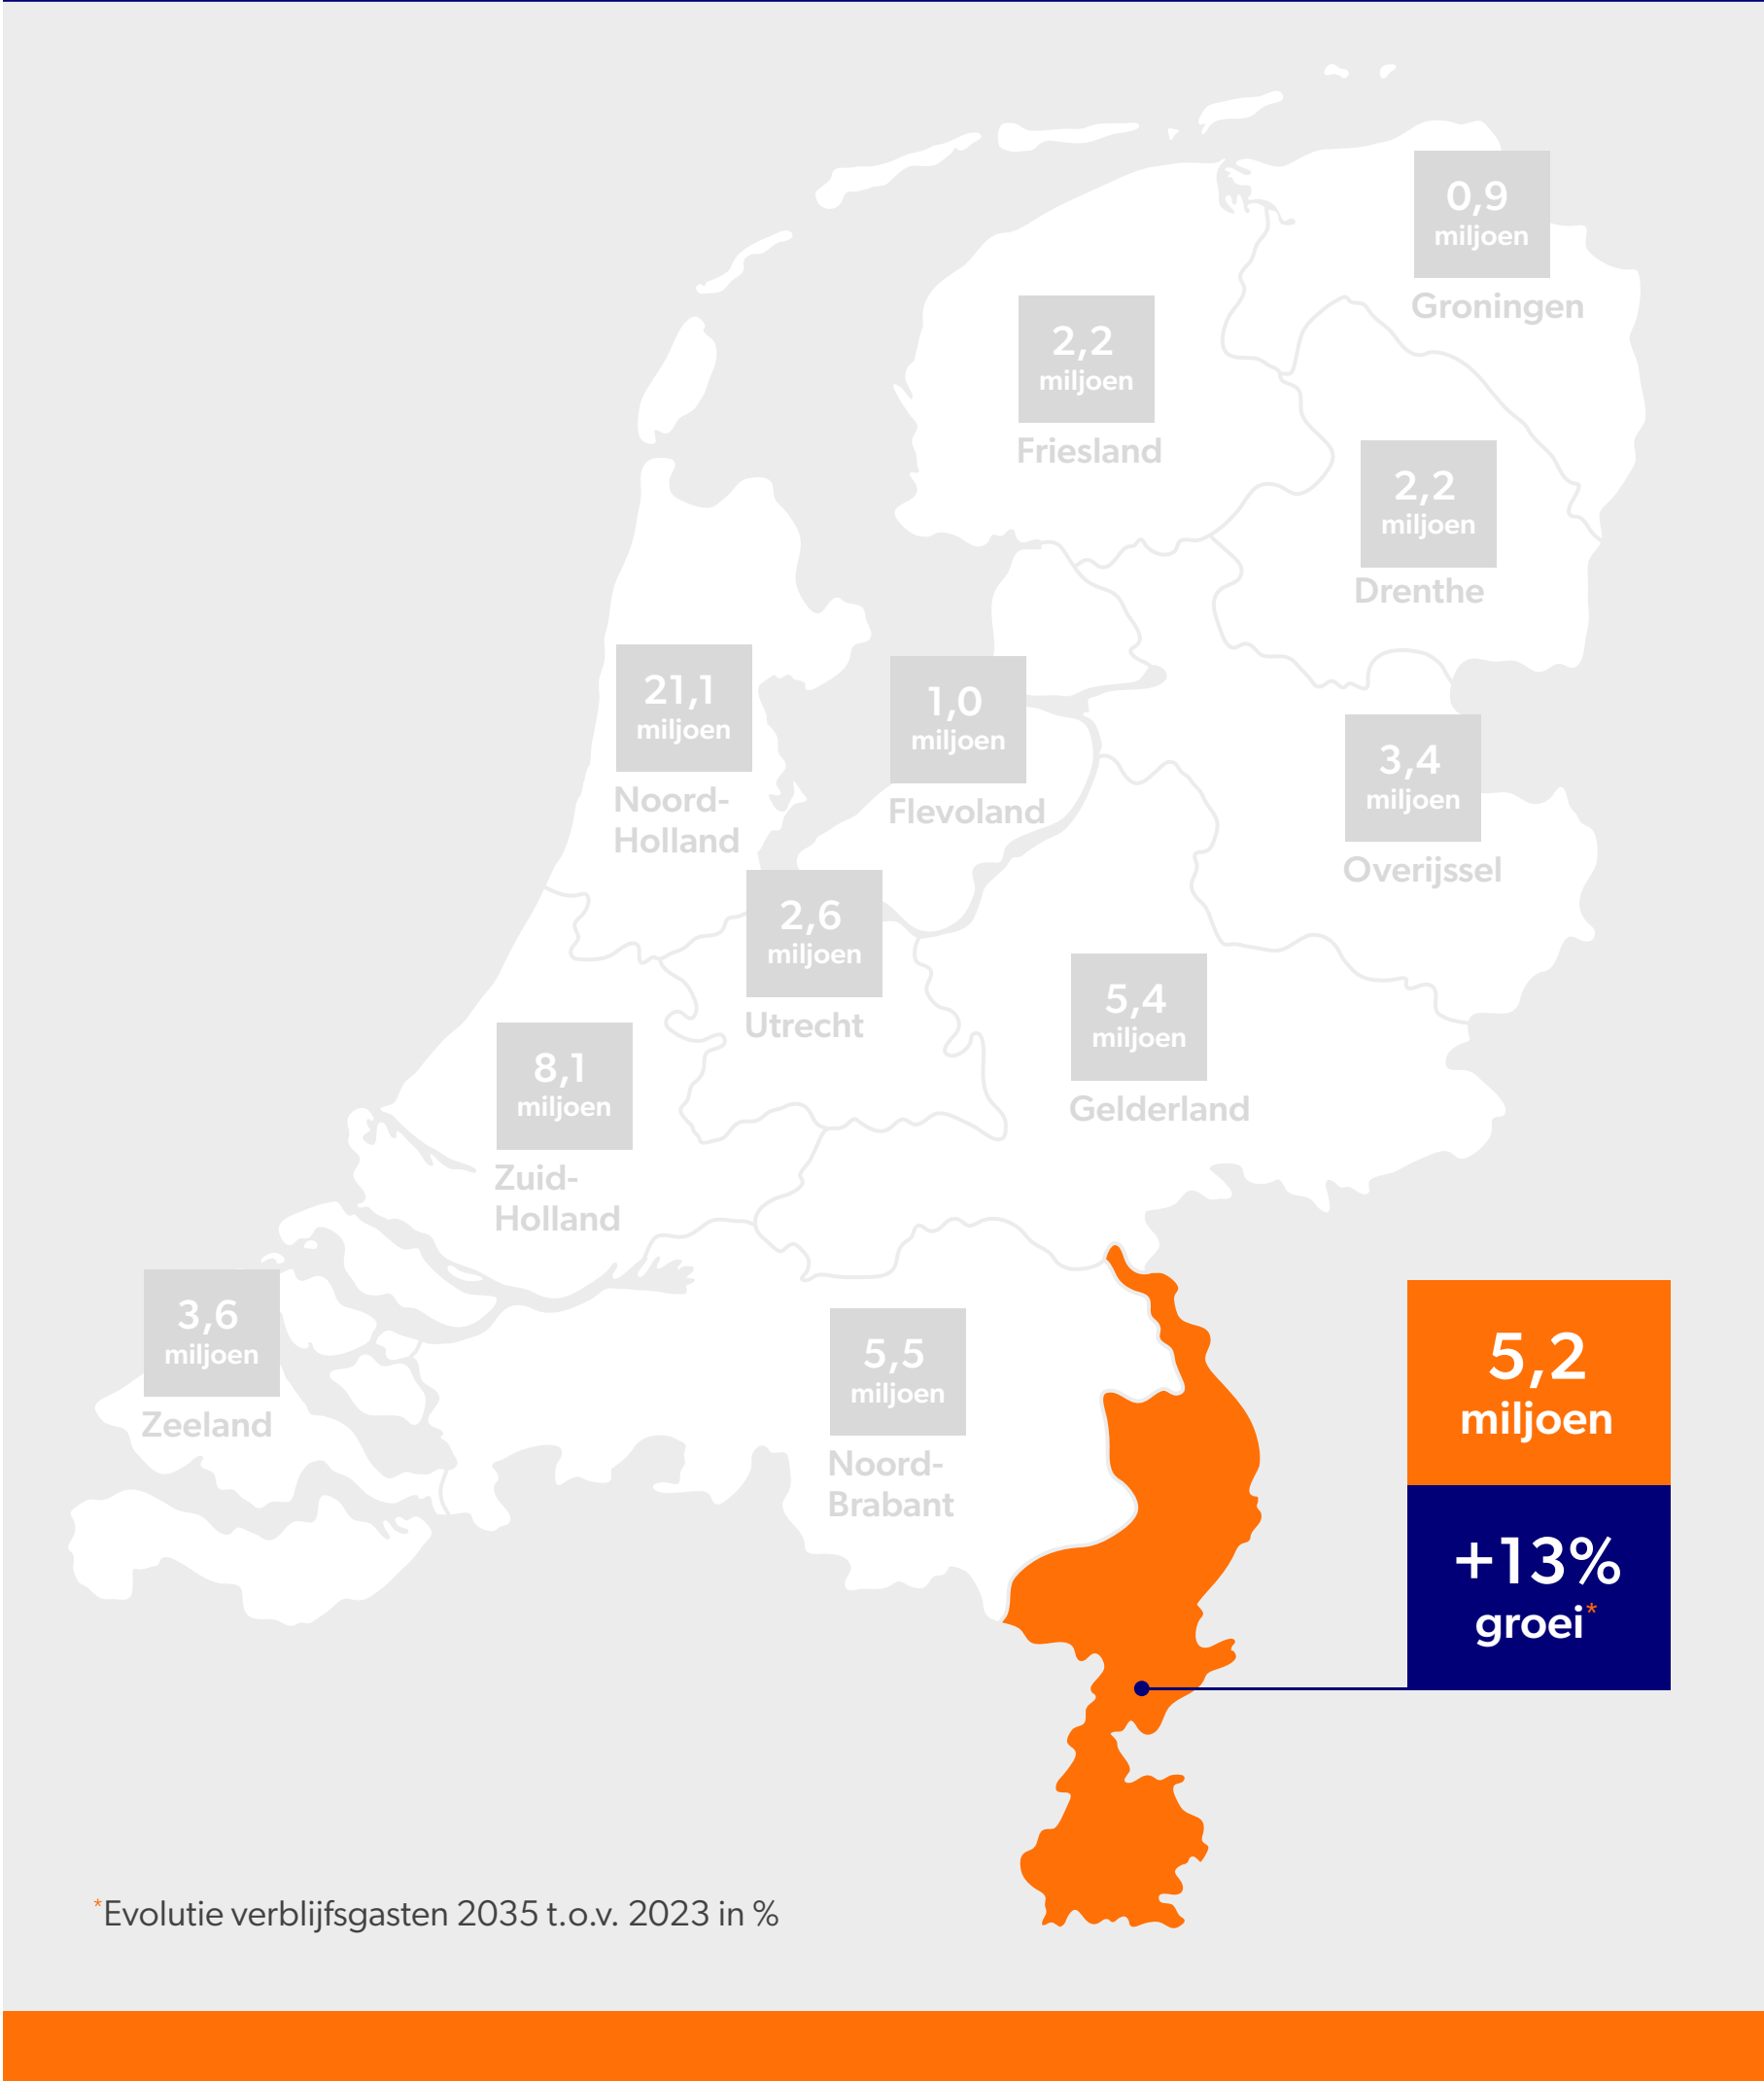 0,9
miljoen
Groningen
2,2
miljoen
Friesland
2,2
miljoen
Drenthe
21,1
miljoen
Noord-
Holland
1,0
miljoen
Flevoland
3,4
miljoen
Overijssel
2,6
miljoen
Utrecht
5,4
miljoen
Gelderland
8,1
miljoen
Zuid-
Holland
3,6
miljoen
Zeeland
5,5
miljoen
Noord-
Brabant
5,2
miljoen
+13%
groei*
*Evolutie verblijfsgasten 2035 t.o.v. 2023 in %